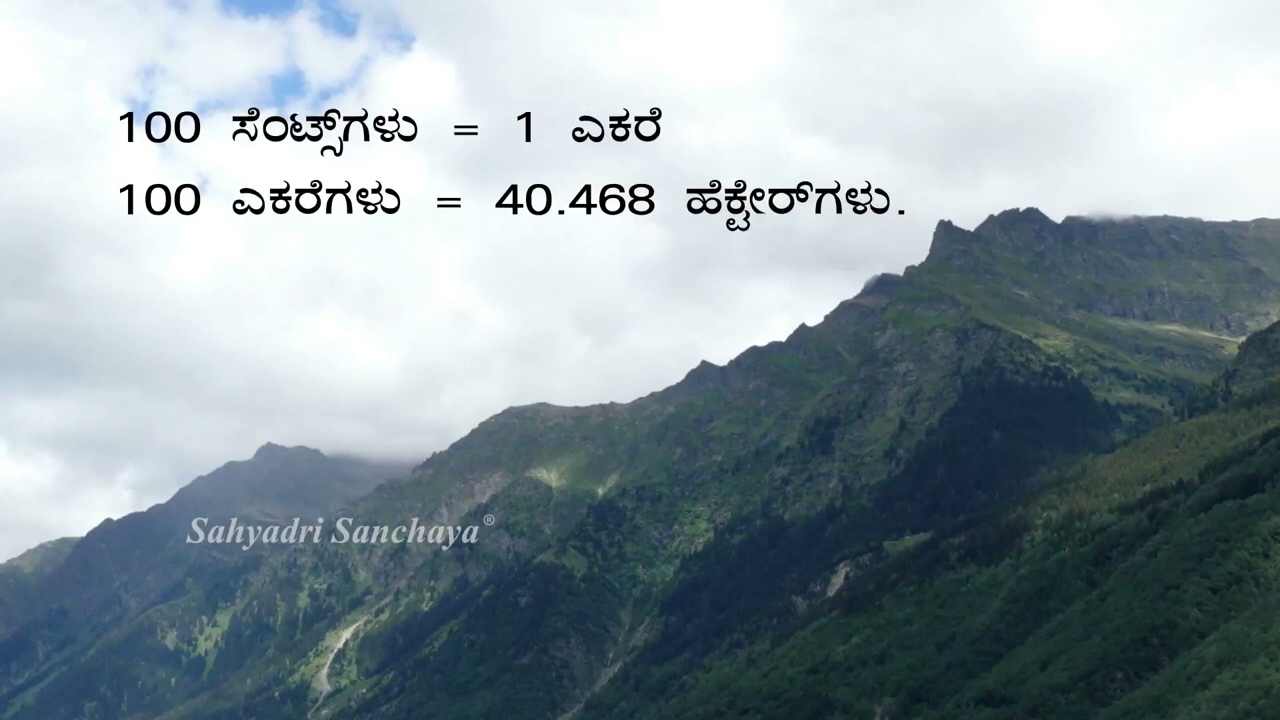 100 ಸೆಂಟ್ಸ್‌ಗಳು = 1 ಎಕರೆ
100 ಎಕರೆಗಳು = 40.468 ಹೆಕ್ಟೇರ್‌ಗಳು.
Sahyadri Sanchaya®